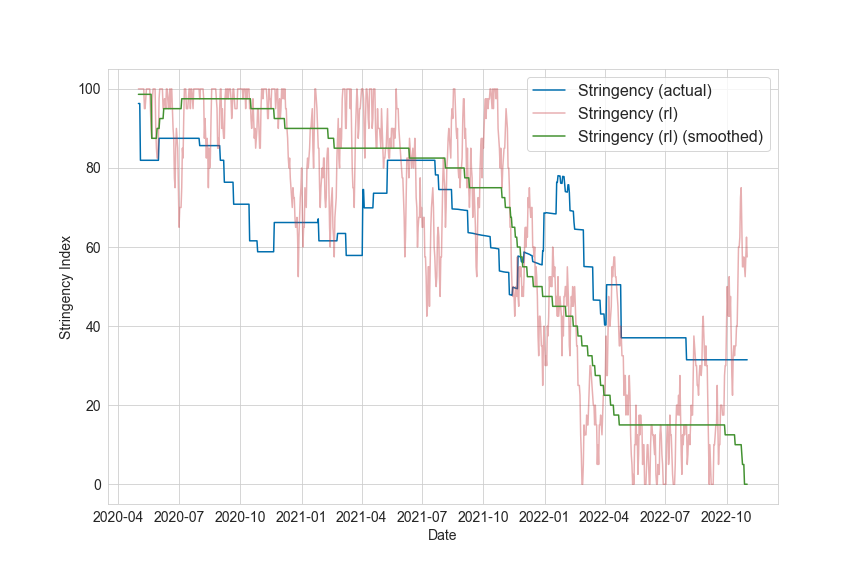 Stringency (actual)
Stringency (rl)
Stringency (rl) (smoothed)
100
80
60
40
20
0
Stringency Index
2020-04 2020-07 2020-10 2021-01 2021-04 2021-07 2021-10 2022-01 2022-04 2022-07 2022-10
Date